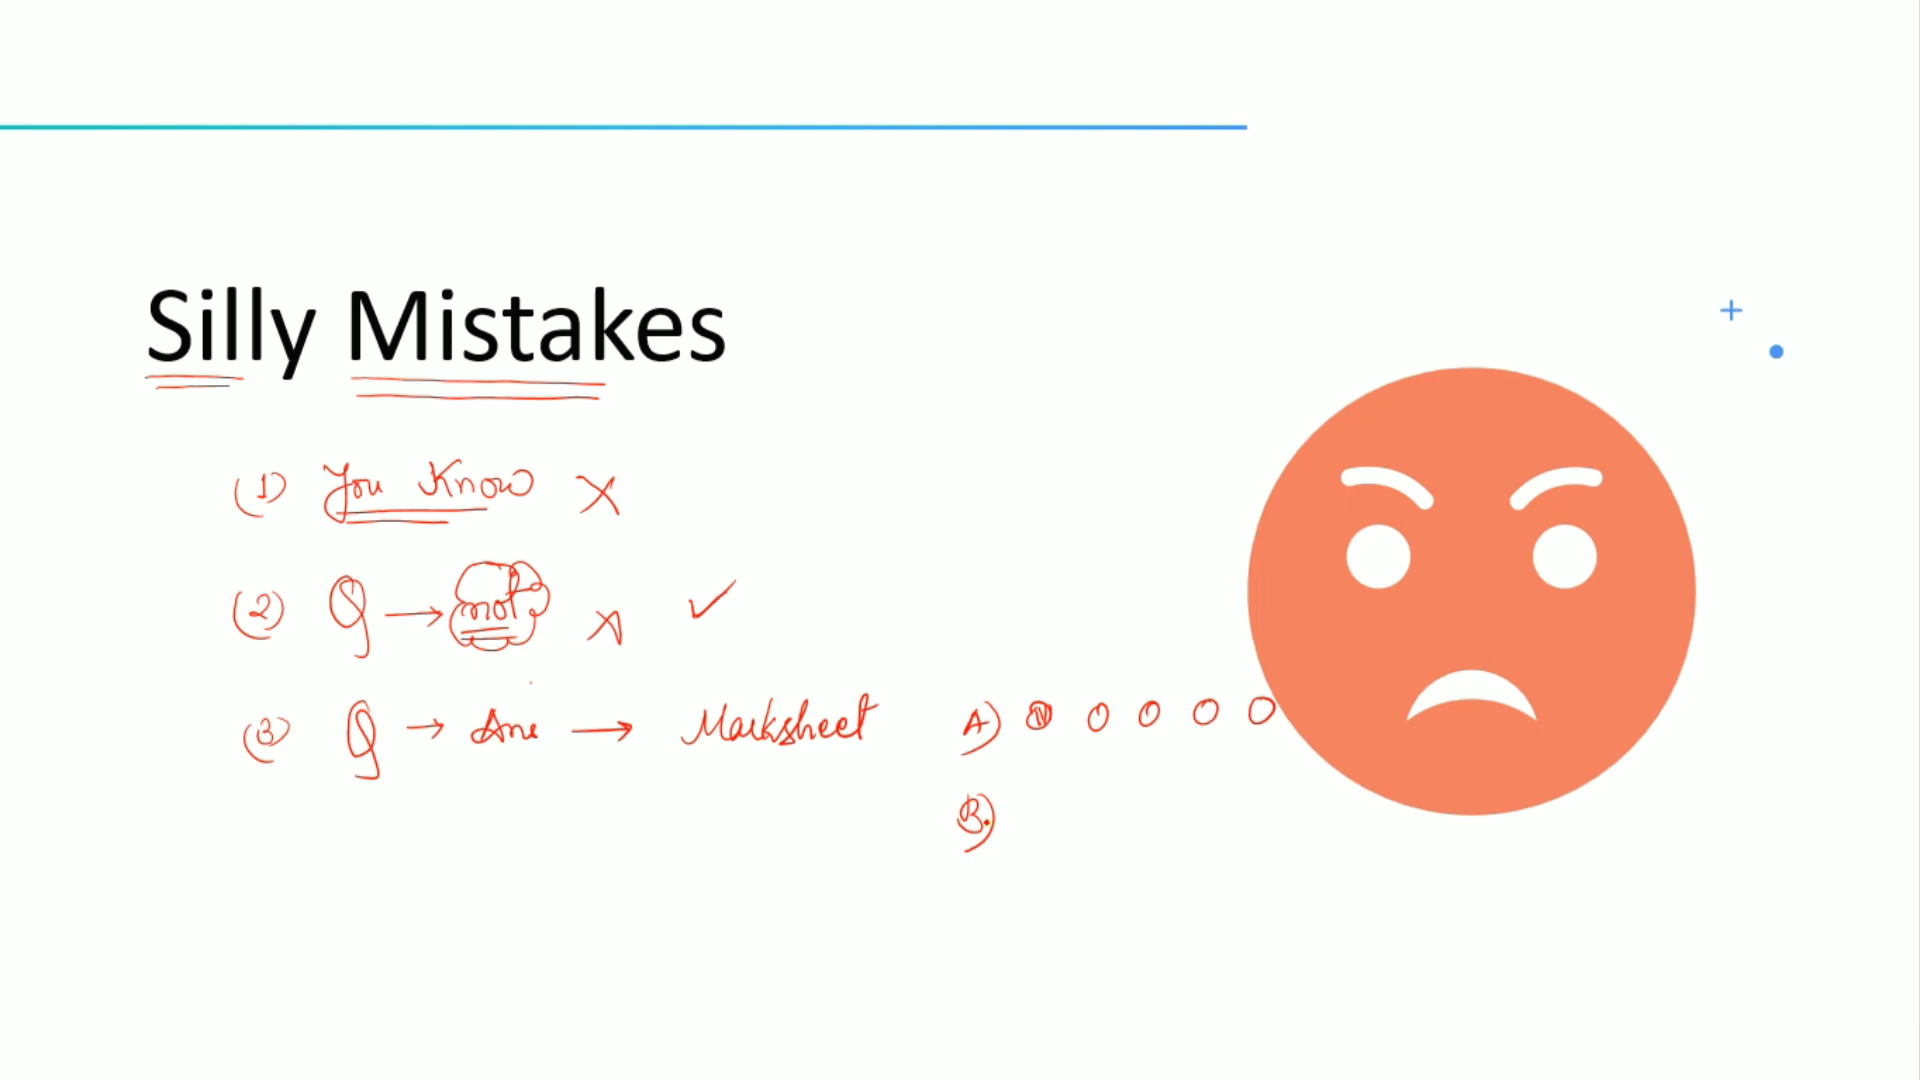 Silly Mistakes
(1) You Know X
(2) Q → not X ✓
(3) Q → Ans → Marksheet A) O O O O O
B)